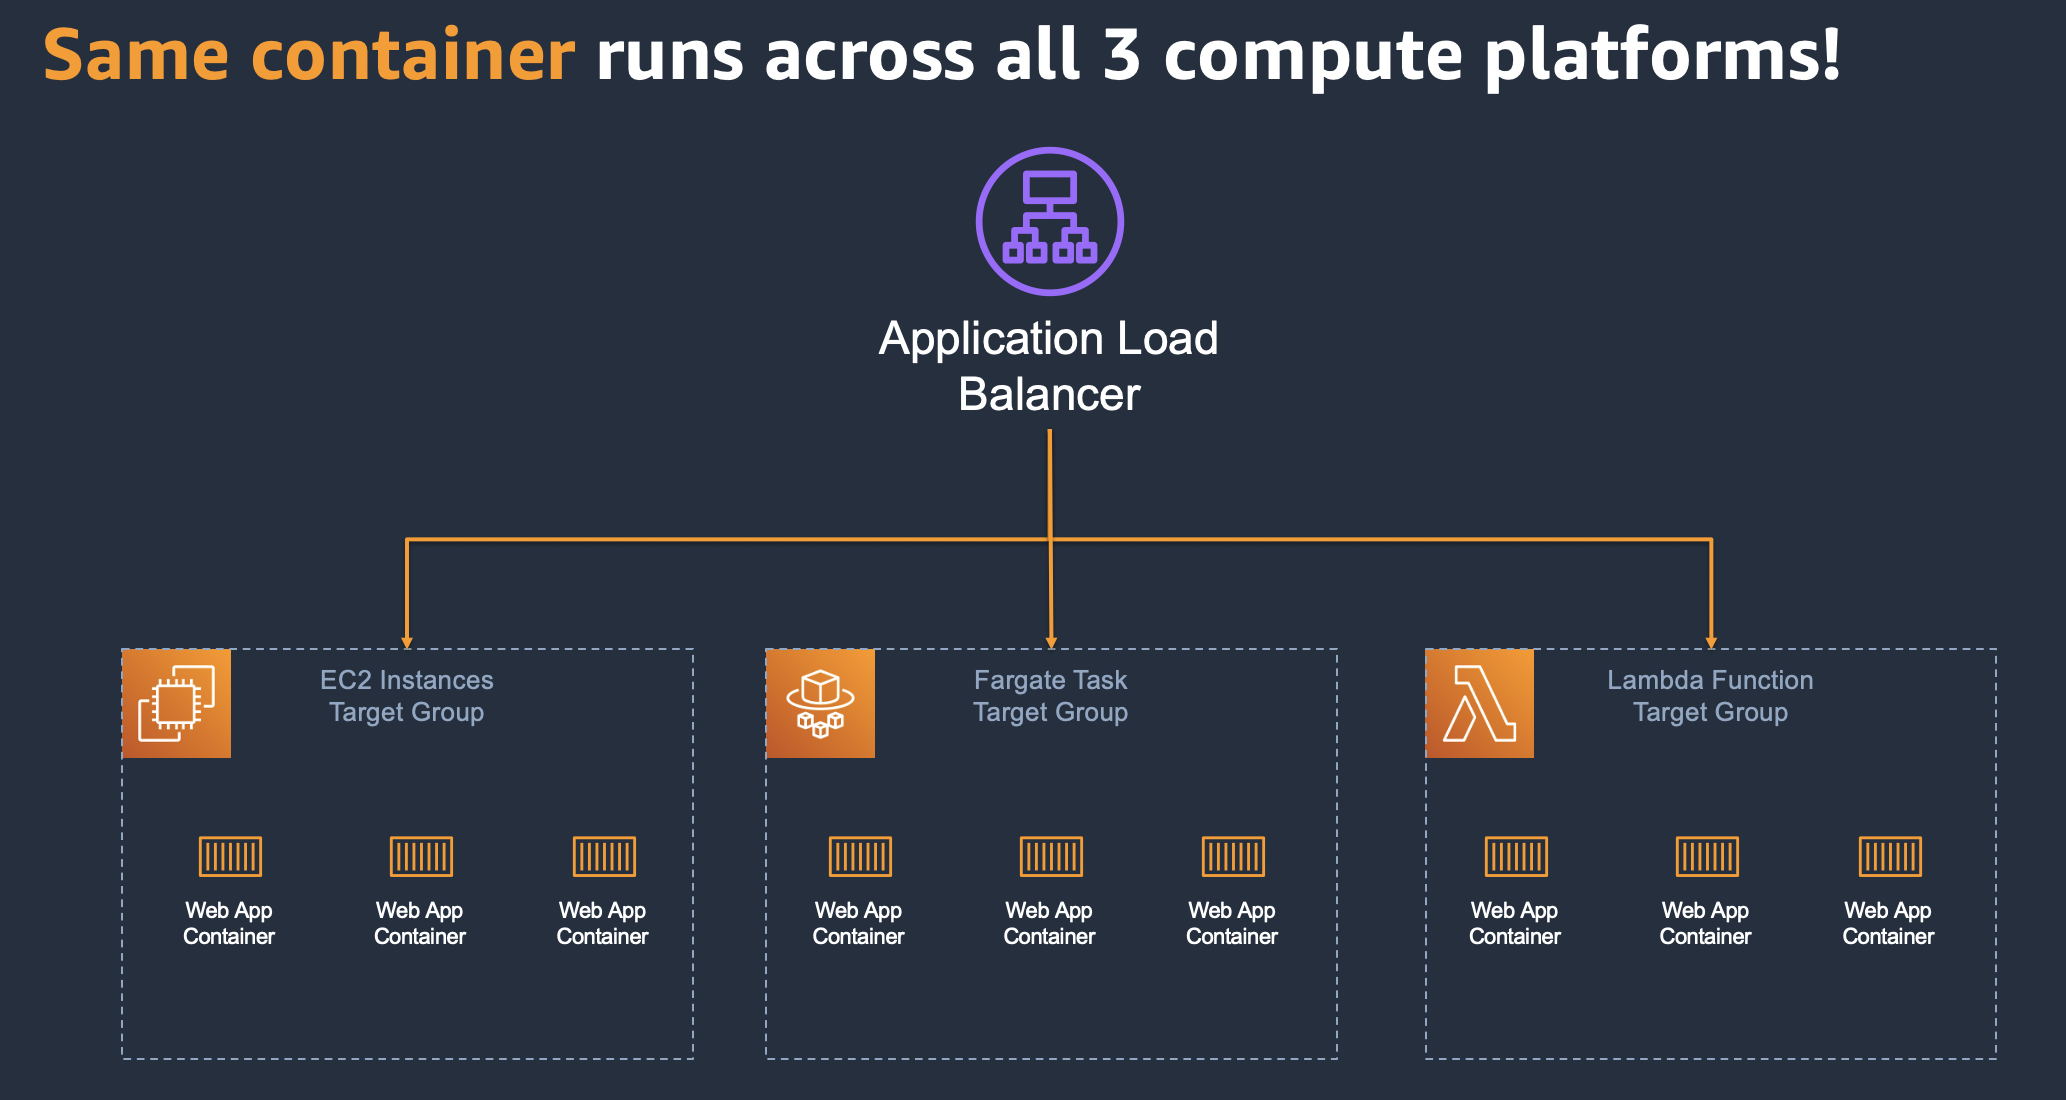 Same container runs across all 3 compute platforms!
Application Load
Balancer
EC2 Instances
Target Group
Fargate Task
Target Group
Lambda Function
Target Group
Web App
Container
Web App
Container
Web App
Container
Web App
Container
Web App
Container
Web App
Container
Web App
Container
Web App
Container
Web App
Container